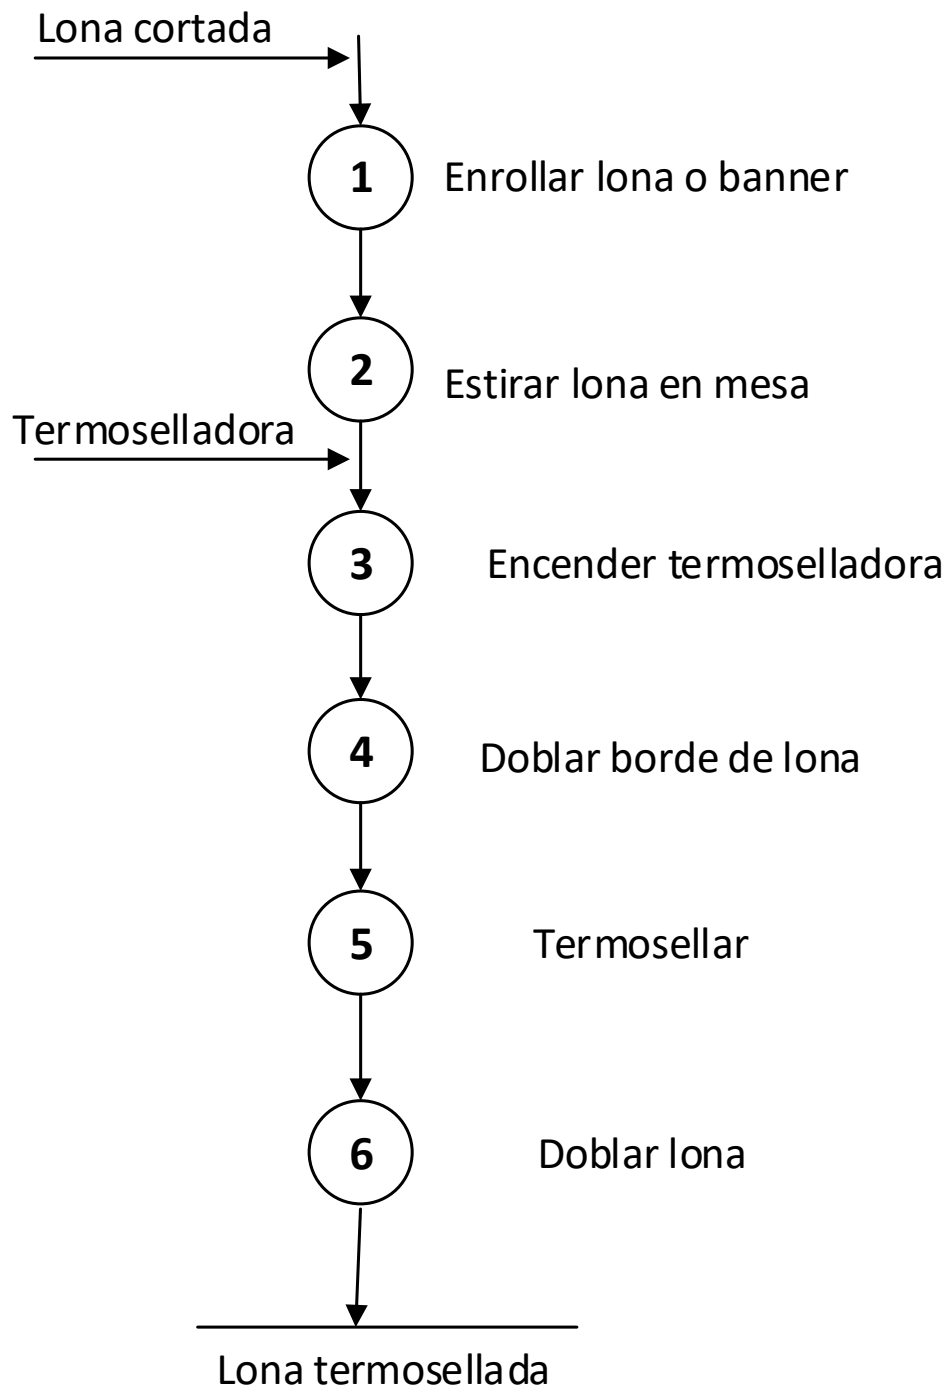 Lona cortada
1
Enrollar lona o banner
2
Estirar lona en mesa
Termoselladora
3
Encender termoselladora
4
Doblar borde de lona
5
Termosellar
6
Doblar lona
Lona termosellada